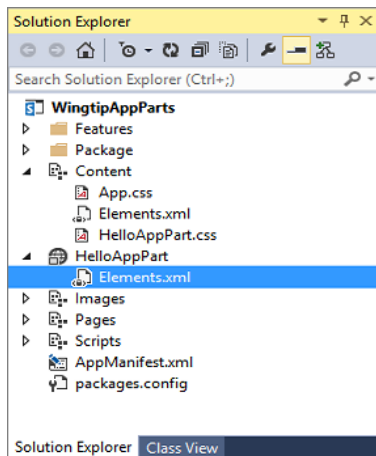 Solution Explorer
Search Solution Explorer (Ctrl+;)
WingtipAppParts
Features
Package
Content
App.css
Elements.xml
HelloAppPart.css
HelloAppPart
Elements.xml
Images
Pages
Scripts
AppManifest.xml
packages.config
Solution Explorer Class View